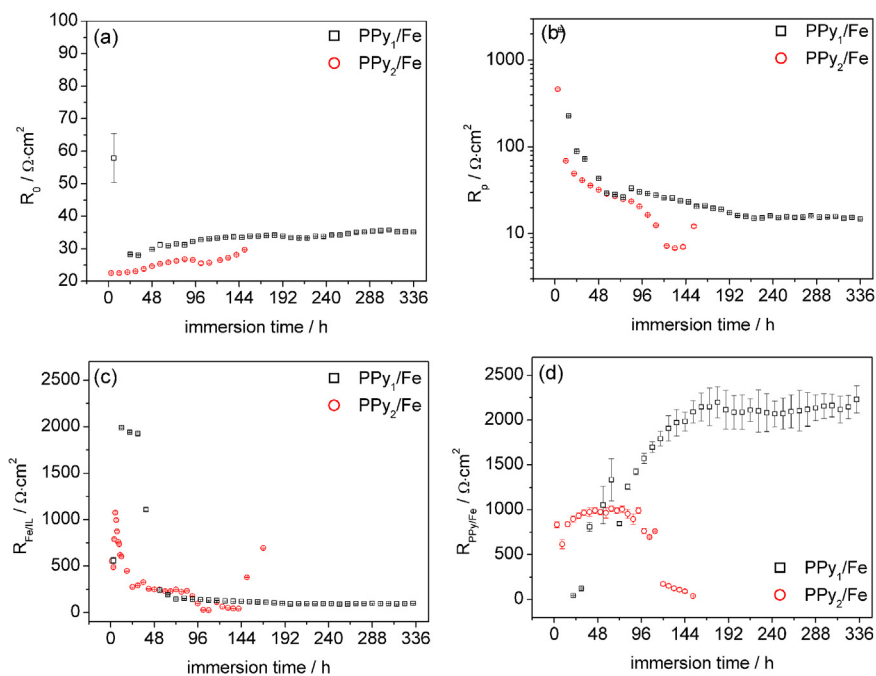 (a)
PPy₁/Fe
PPy₂/Fe
100
90
80
70
60
50
40
30
20
R₀ / Ω·cm²
0 48 96 144 192 240 288 336
immersion time / h
(b)
PPy₁/Fe
PPy₂/Fe
1000
100
10
Rₚ / Ω·cm²
0 48 96 144 192 240 288 336
immersion time / h
(c)
PPy₁/Fe
PPy₂/Fe
2500
2000
1500
1000
500
0
R_Fe/IL / Ω·cm²
0 48 96 144 192 240 288 336
immersion time / h
(d)
PPy₁/Fe
PPy₂/Fe
2500
2000
1500
1000
500
0
R_PPy/Fe / Ω·cm²
0 48 96 144 192 240 288 336
immersion time / h